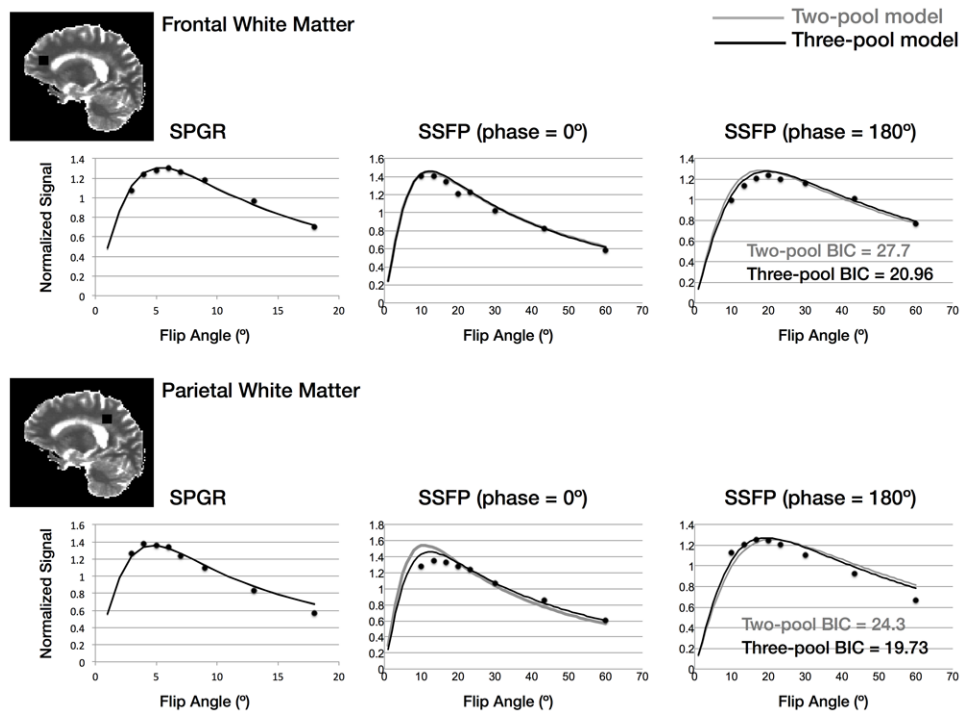 Two-pool model
Three-pool model
Frontal White Matter
SPGR
SSFP (phase = 0º)
SSFP (phase = 180º)
Normalized Signal
1.4
1.2
1
0.8
0.6
0.4
0.2
0
0 5 10 15 20
Flip Angle (º)
1.6
1.4
1.2
1
0.8
0.6
0.4
0.2
0
0 10 20 30 40 50 60 70
Flip Angle (º)
1.4
1.2
1
0.8
0.6
0.4
0.2
0
0 10 20 30 40 50 60 70
Flip Angle (º)
Two-pool BIC = 27.7
Three-pool BIC = 20.96
Parietal White Matter
SPGR
SSFP (phase = 0º)
SSFP (phase = 180º)
Normalized Signal
1.6
1.4
1.2
1
0.8
0.6
0.4
0.2
0
0 5 10 15 20
Flip Angle (º)
1.8
1.6
1.4
1.2
1
0.8
0.6
0.4
0.2
0
0 10 20 30 40 50 60 70
Flip Angle (º)
1.4
1.2
1
0.8
0.6
0.4
0.2
0
0 10 20 30 40 50 60 70
Flip Angle (º)
Two-pool BIC = 24.3
Three-pool BIC = 19.73